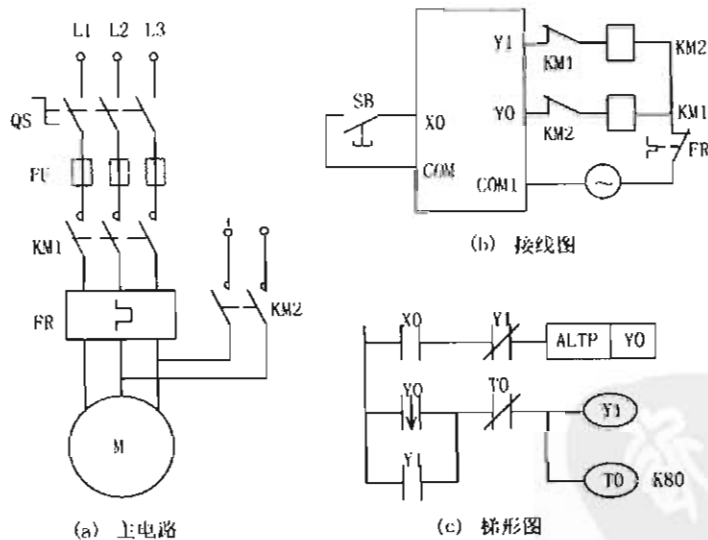 L1 L2 L3
QS
FU
KM1
FR
KM2
M
(a) 主电路
SB
X0
COM
Y1
KM1
KM2
Y0
KM2
KM1
FR
COM1
~
(b) 接线图
X0
Y1
ALTP Y0
Y0
T0
Y1
Y1
T0 K80
(c) 梯形图